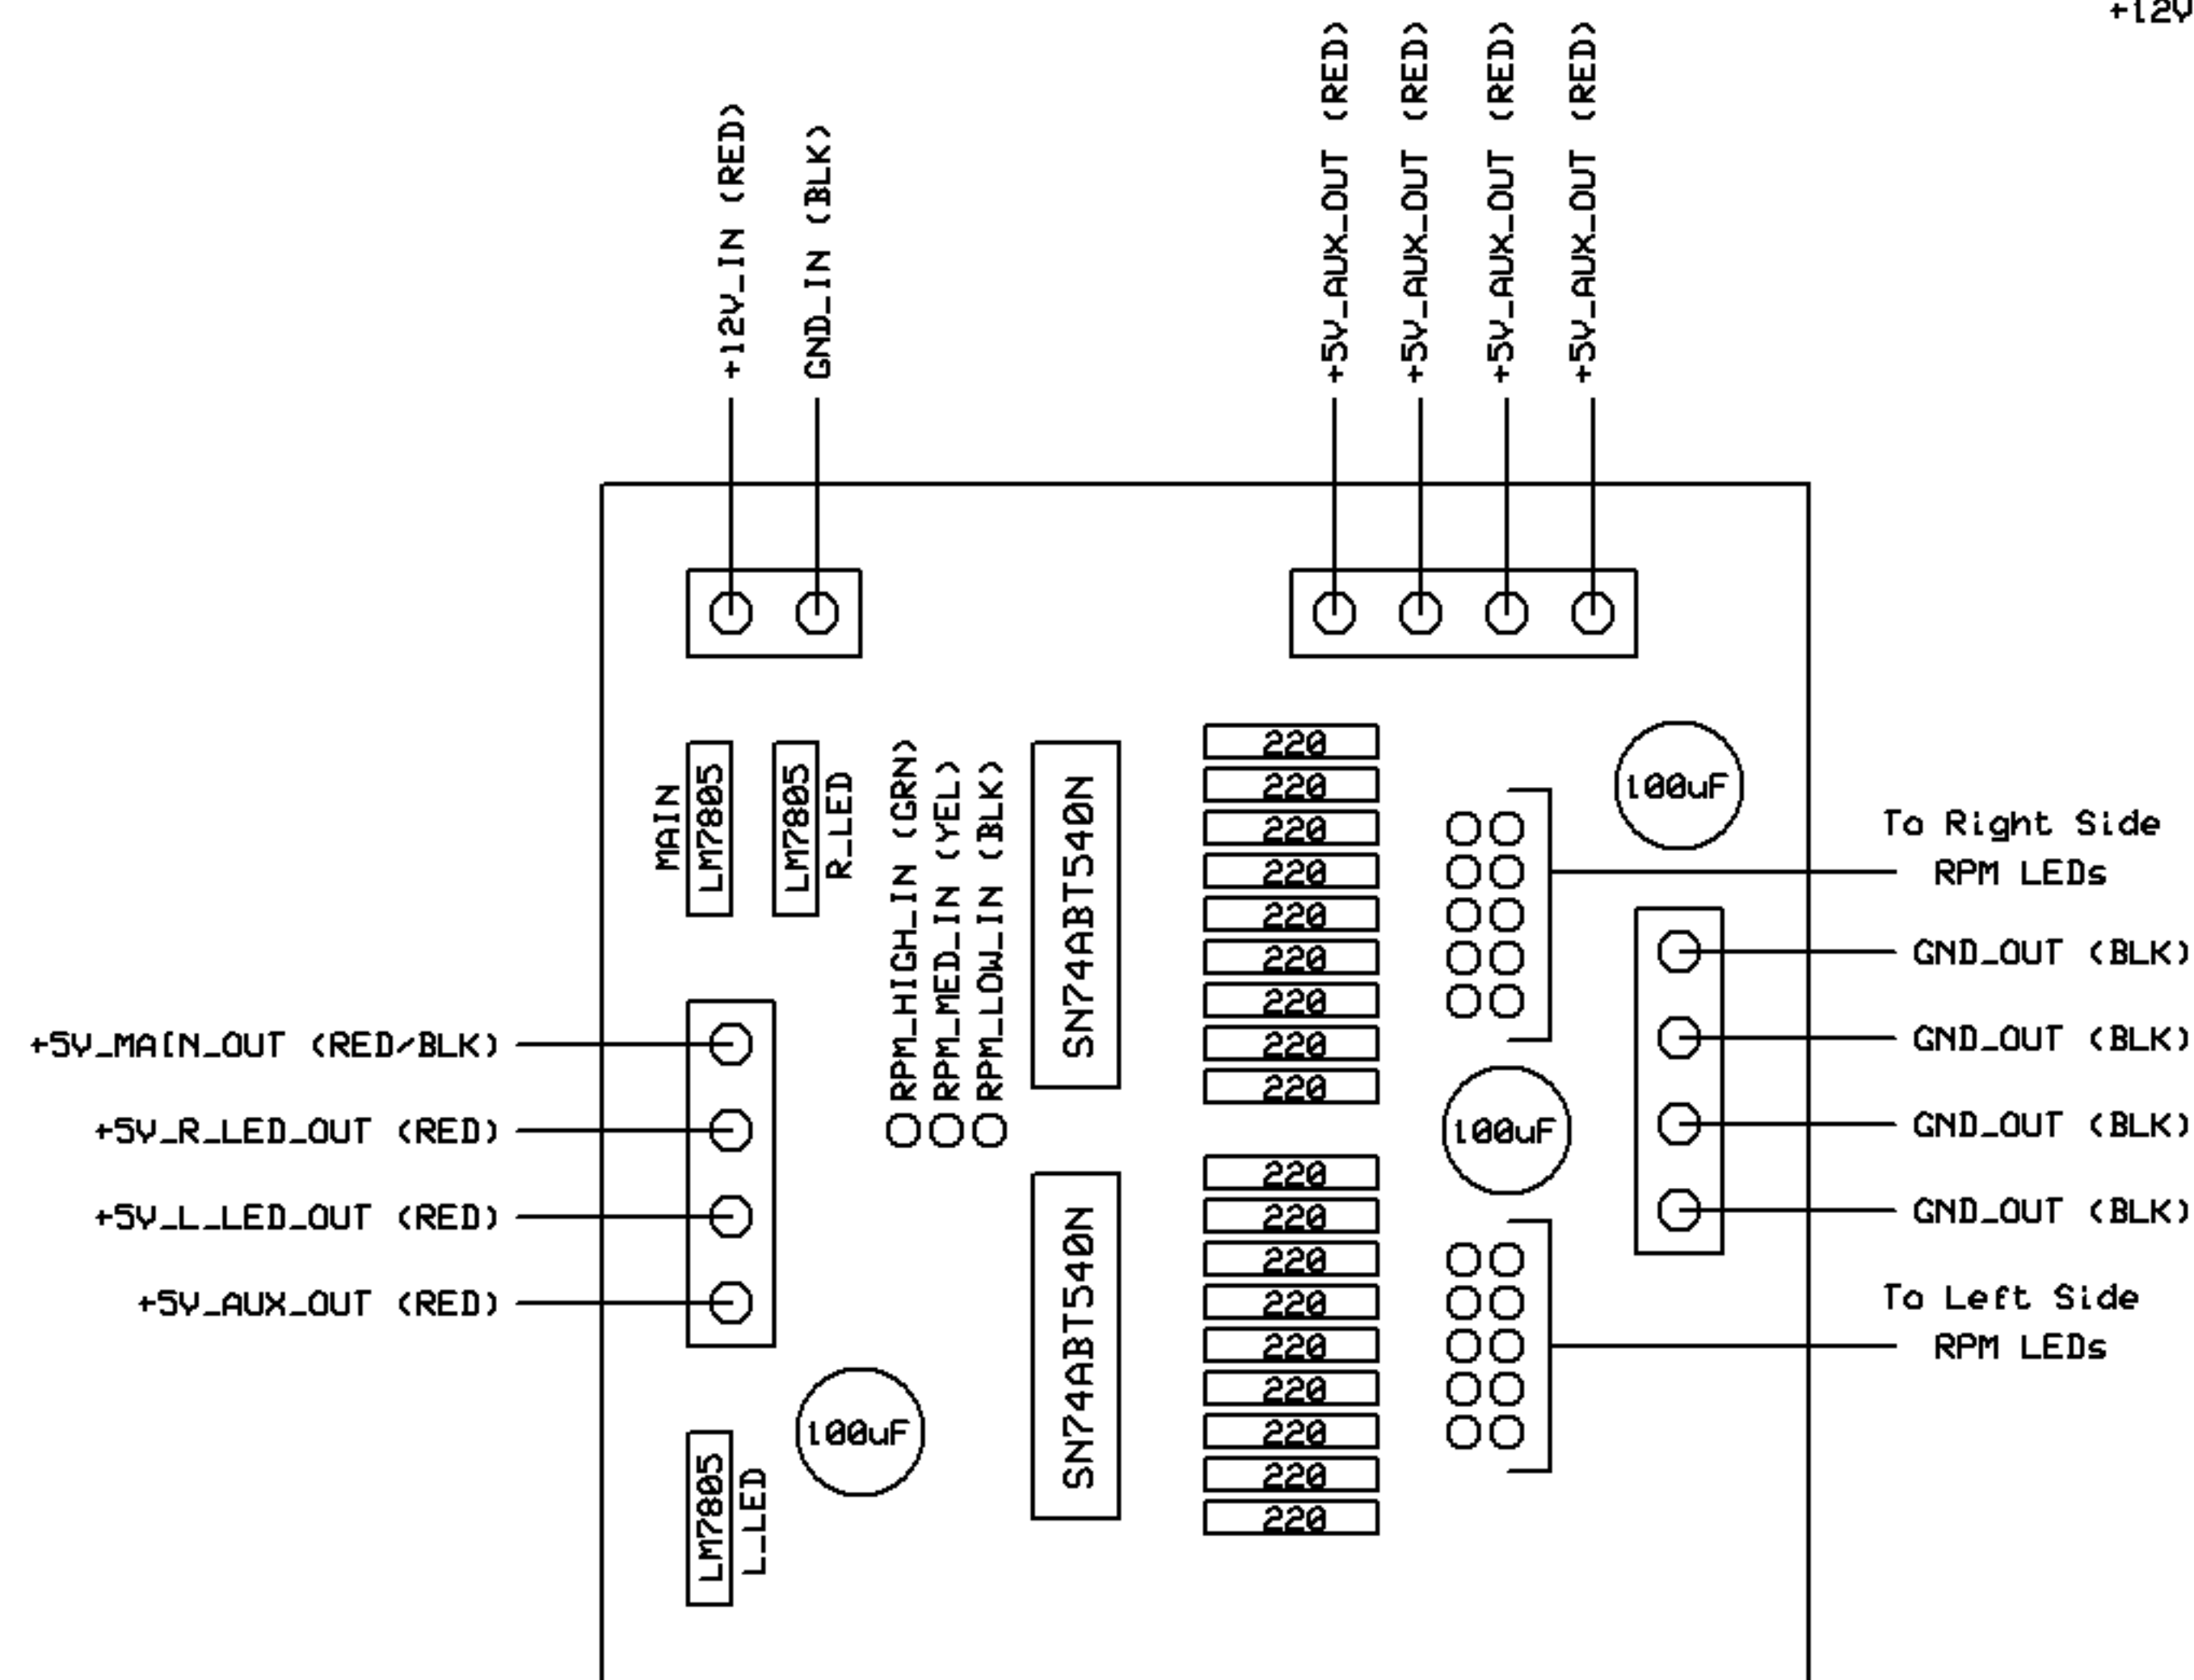 +12V
+12V_IN (RED)
GND_IN (BLK)
+5V_AUX_OUT (RED)
+5V_AUX_OUT (RED)
+5V_AUX_OUT (RED)
+5V_AUX_OUT (RED)
MAIN
LM7805
LM7805
R_LED
RPM_HIGH_IN (GRN)
RPM_MED_IN (YEL)
RPM_LOW_IN (BLK)
SN74ABT540N
220
220
220
220
220
220
220
220
220
100uF
To Right Side
RPM LEDs
GND_OUT (BLK)
GND_OUT (BLK)
GND_OUT (BLK)
GND_OUT (BLK)
+5V_MAIN_OUT (RED/BLK)
+5V_R_LED_OUT (RED)
+5V_L_LED_OUT (RED)
+5V_AUX_OUT (RED)
100uF
SN74ABT540N
220
220
220
220
220
220
220
220
220
To Left Side
RPM LEDs
100uF
LM7805
L_LED